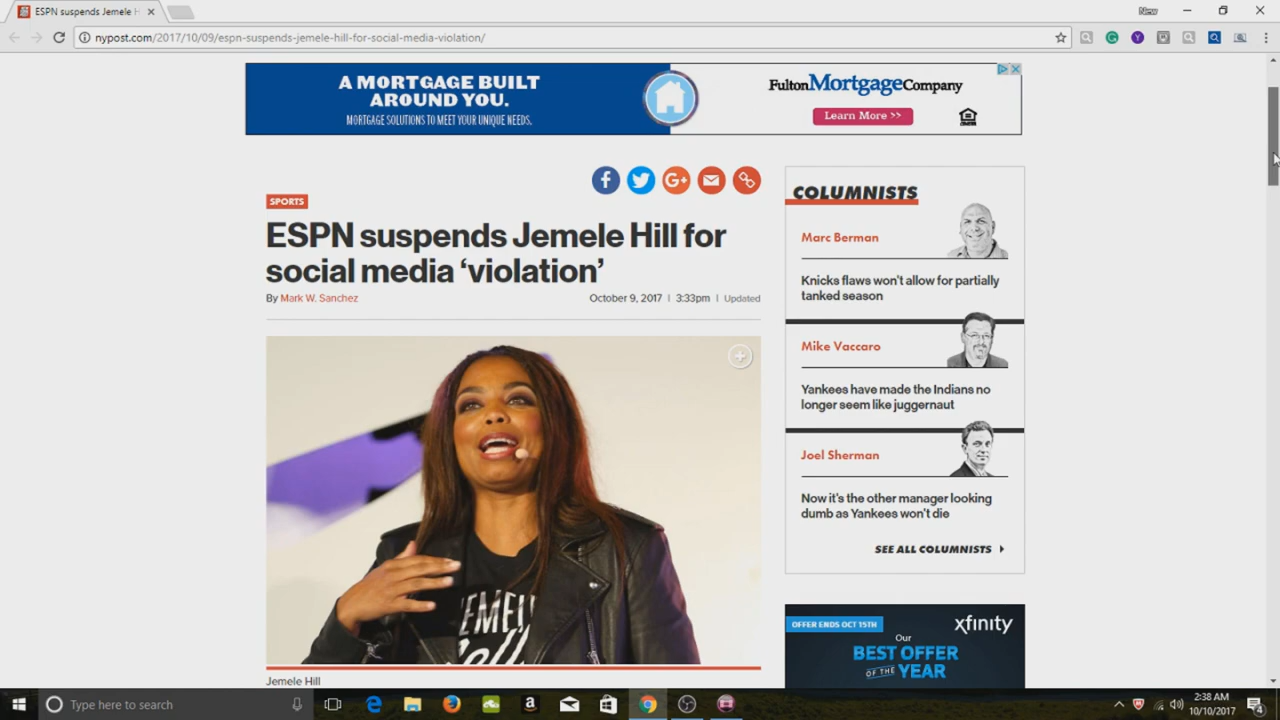 ESPN suspends Jemele H
New
nypost.com/2017/10/09/espn-suspends-jemele-hill-for-social-media-violation/
A MORTGAGE BUILT
AROUND YOU.
MORTGAGE SOLUTIONS TO MEET YOUR UNIQUE NEEDS.
FultonMortgageCompany
Learn More >>
SPORTS
ESPN suspends Jemele Hill for
social media ‘violation’
By Mark W. Sanchez
October 9, 2017 | 3:33pm | Updated
JEMELE
Jemele Hill
COLUMNISTS
Marc Berman
Knicks flaws won't allow for partially
tanked season
Mike Vaccaro
Yankees have made the Indians no
longer seem like juggernaut
Joel Sherman
Now it's the other manager looking
dumb as Yankees won't die
SEE ALL COLUMNISTS
OFFER ENDS OCT 15TH
xfinity
Our
BEST OFFER
OF THE YEAR
Type here to search
2:38 AM
10/10/2017